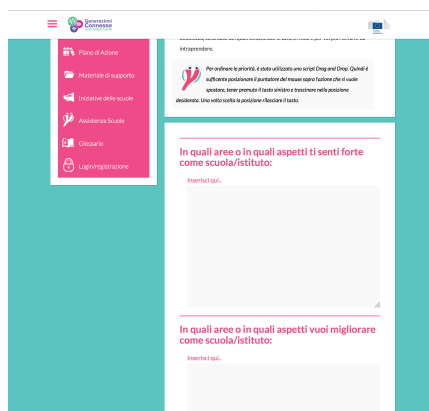 Generazioni
Connesse
Piano di Azione
Materiale di supporto
Iniziative delle scuole
Assistenza Scuole
Glossario
Login/registrazione
intraprendere.
Per ordinare le priorità, è stato utilizzato uno script Drag and Drop. Quindi è
sufficente posizionare il puntatore del mouse sopra l'azione che si vuole
spostare, tener premuto il tasto sinistro e trascinare nella posizione
desiderata. Una volta scelta la posizione rilasciare il tasto.
In quali aree o in quali aspetti ti senti forte
come scuola/istituto:
Inserisci qui..
In quali aree o in quali aspetti vuoi migliorare
come scuola/istituto:
Inserisci qui..